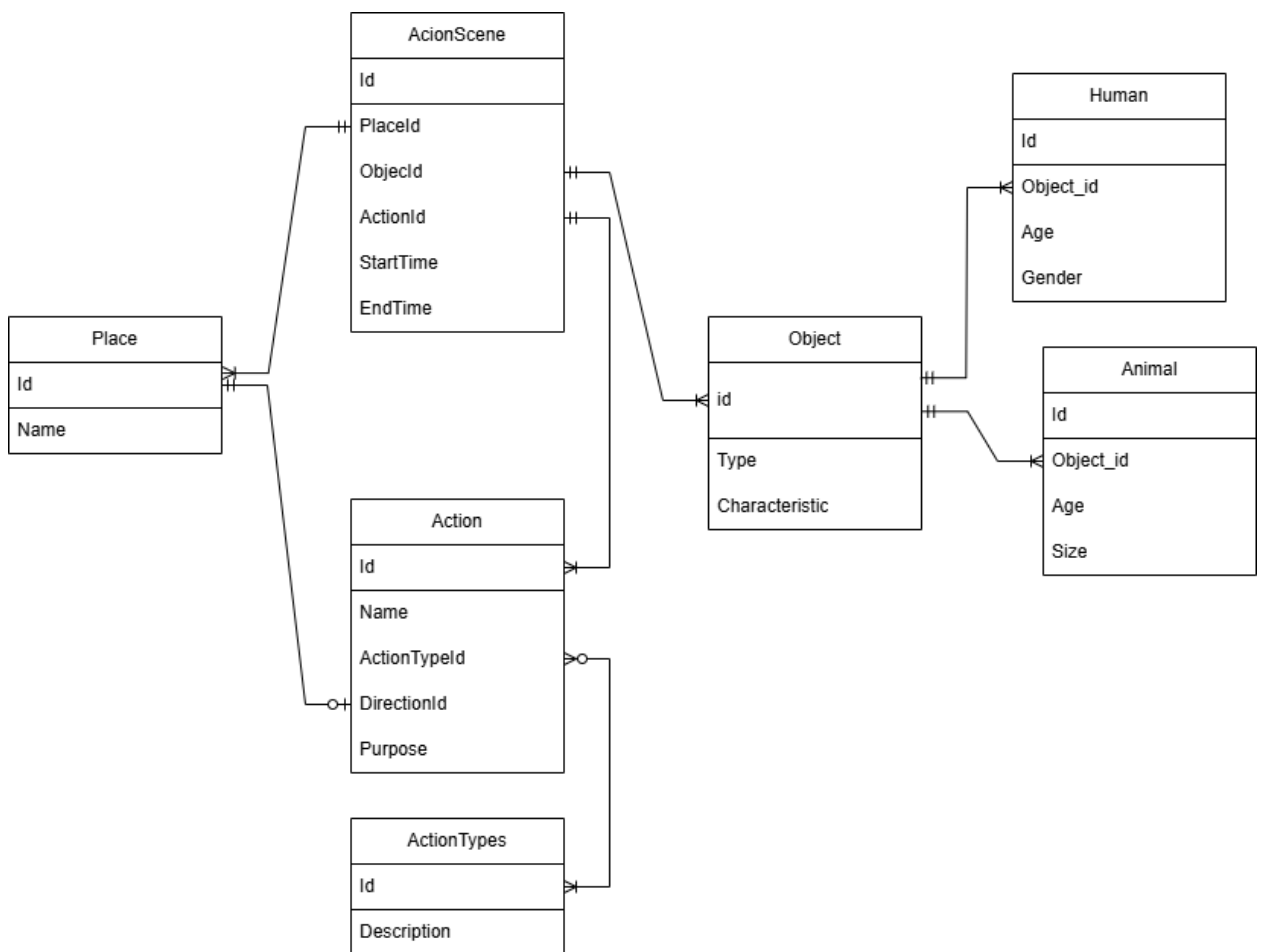 AcionScene
Id
PlaceId
ObjecId
ActionId
StartTime
EndTime
Human
Id
Object_id
Age
Gender
Place
Id
Name
Object
id
Type
Characteristic
Animal
Id
Object_id
Age
Size
Action
Id
Name
ActionTypeId
DirectionId
Purpose
ActionTypes
Id
Description